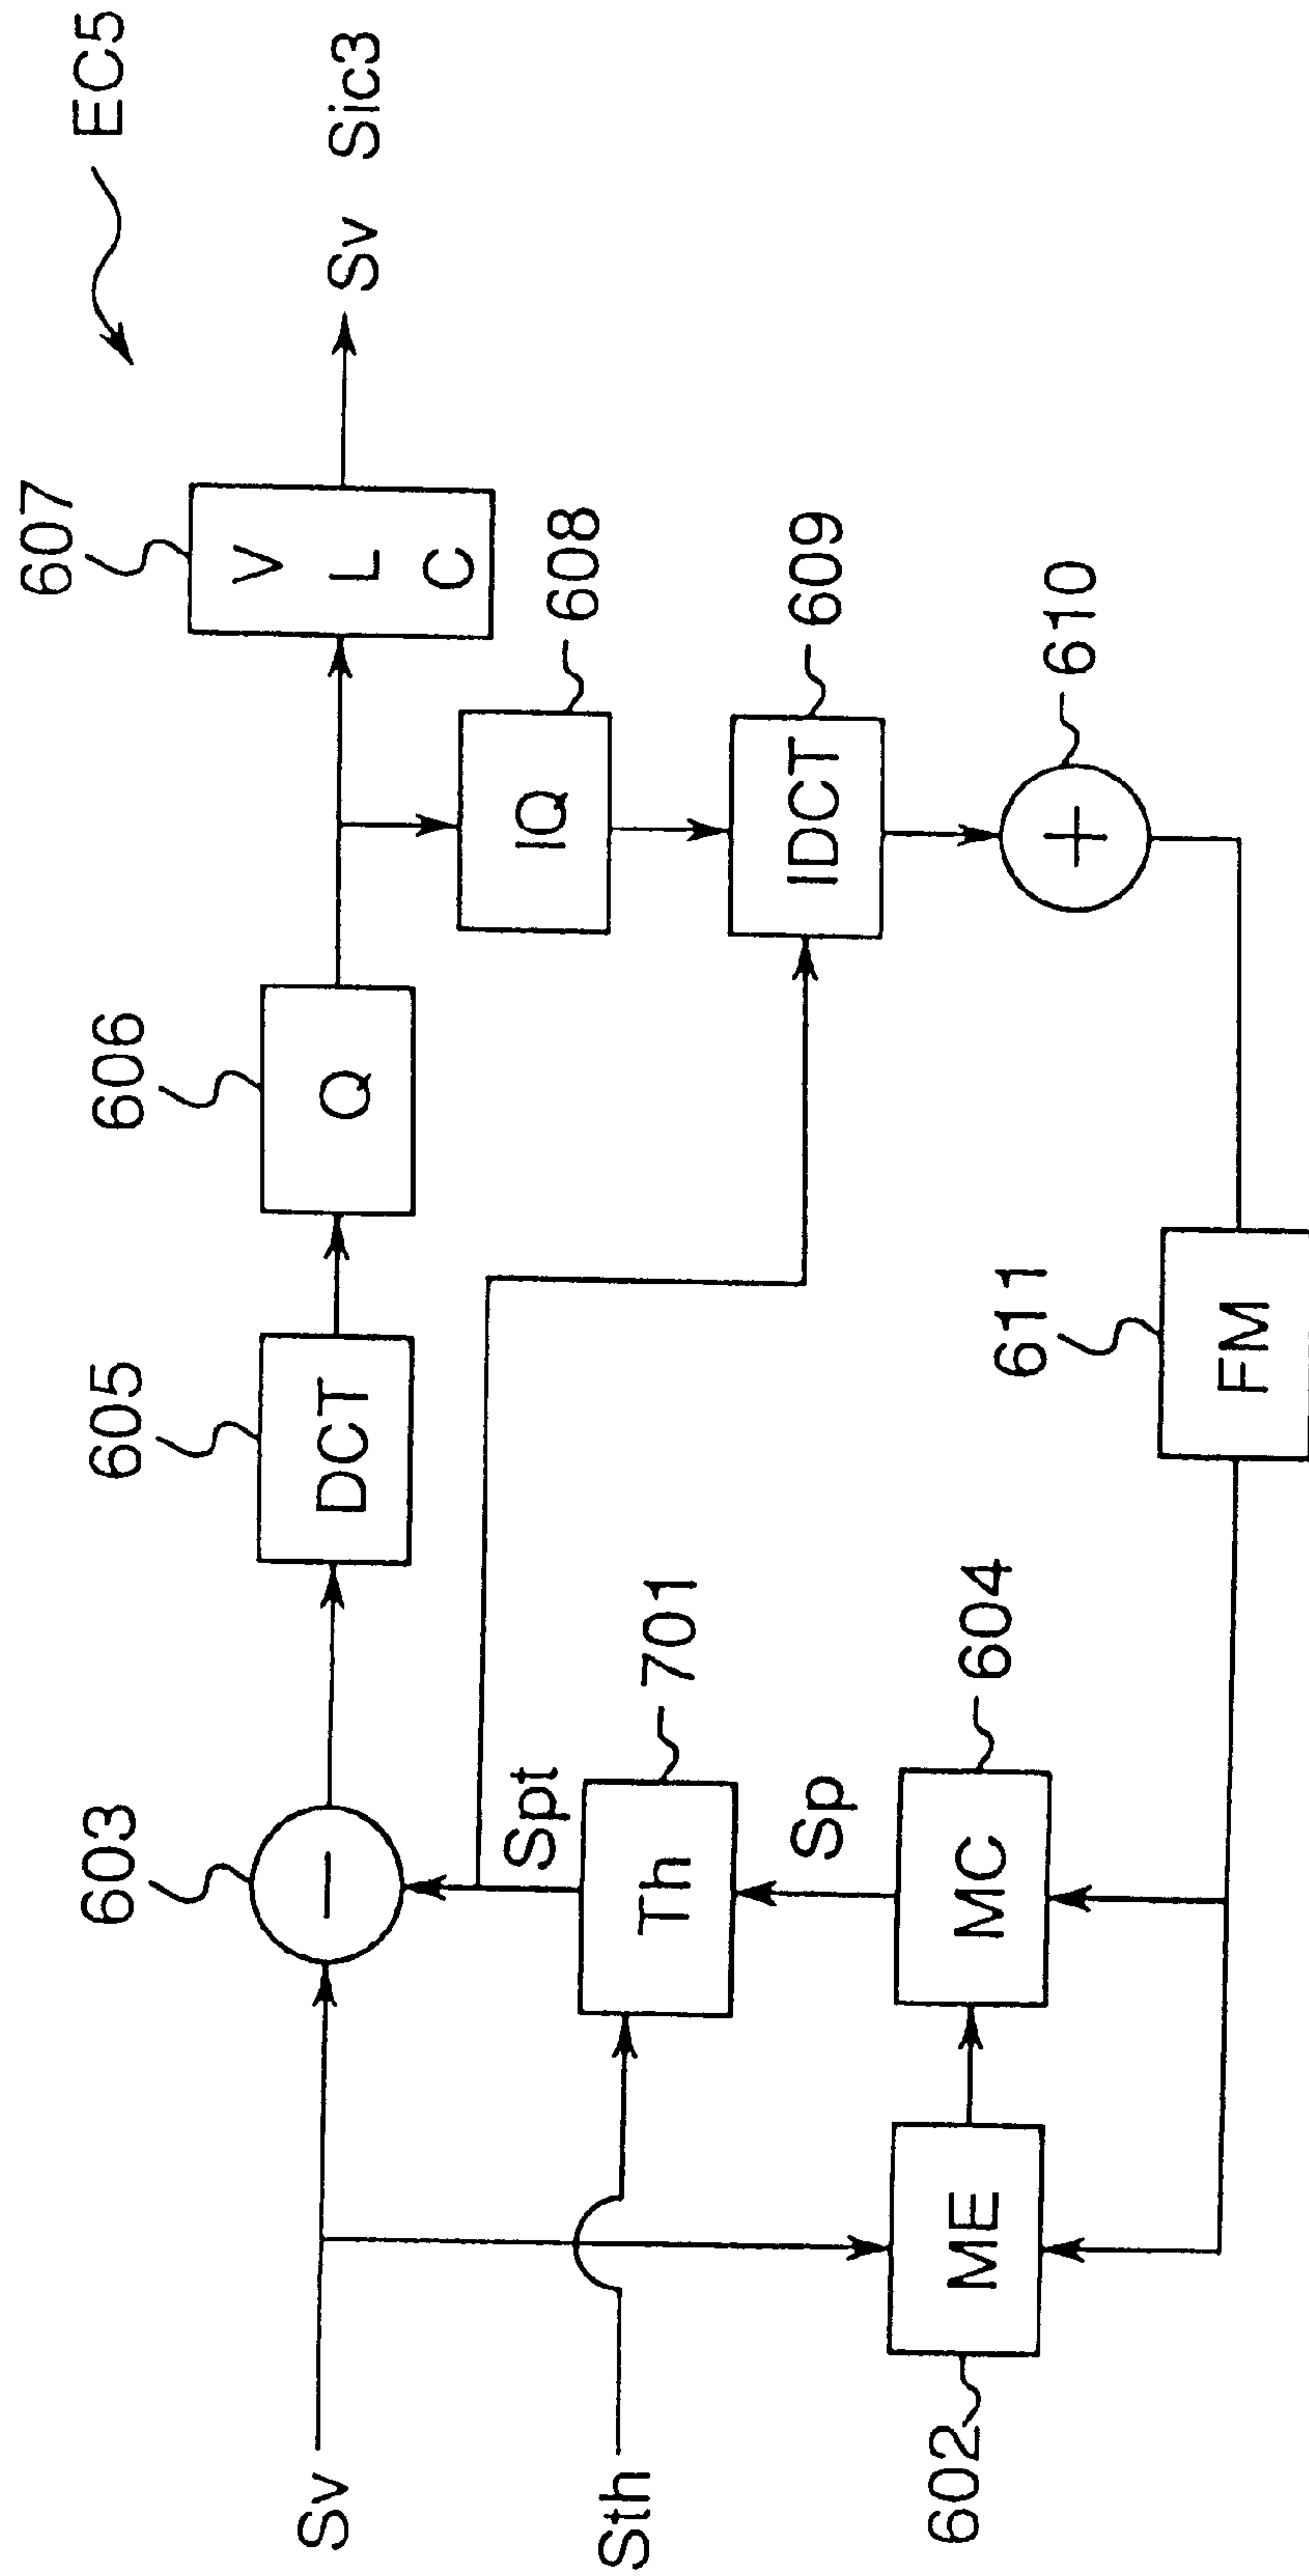 EC5
607
V
L
C
Sv Sic3
606
Q
605
DCT
603
−
Sv
IQ
608
IDCT
609
+
610
Spt
Th
701
Sth
Sp
MC
604
ME
602
611
FM